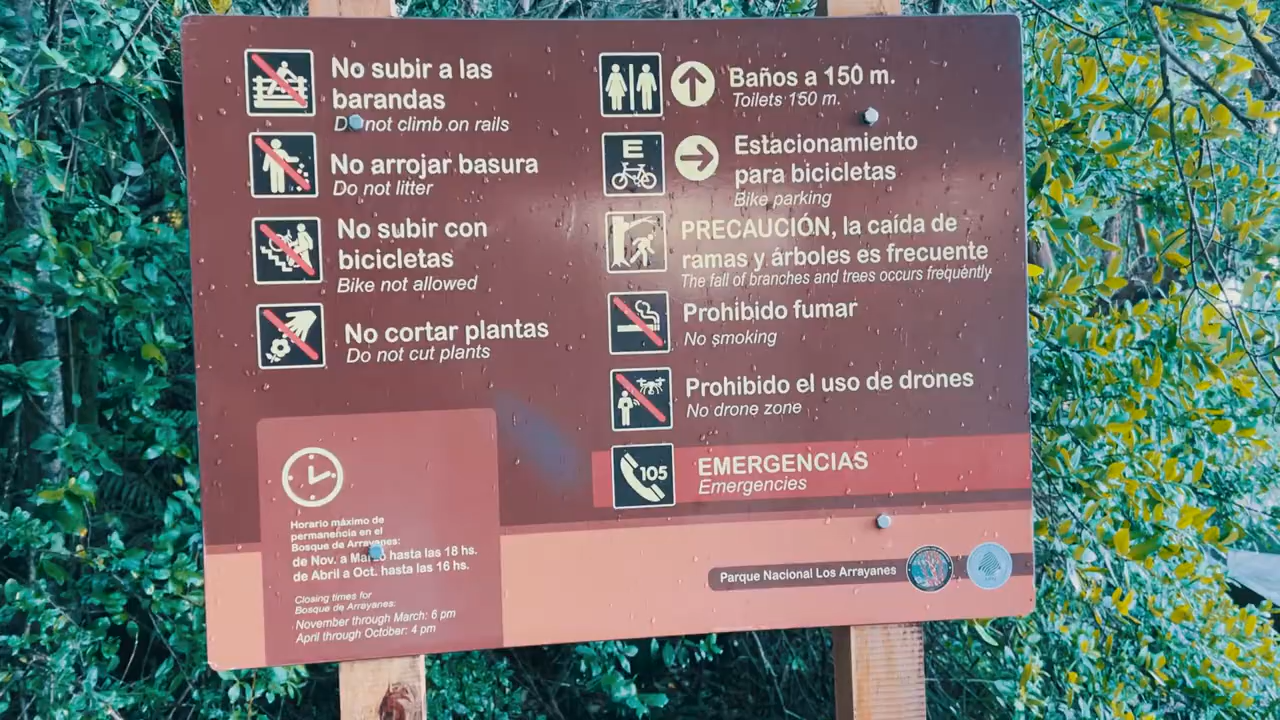 No subir a las
barandas
Do not climb on rails
No arrojar basura
Do not litter
No subir con
bicicletas
Bike not allowed
No cortar plantas
Do not cut plants
Horario máximo de
permanencia en el
Bosque de Arrayanes:
de Nov. a Marzo hasta las 18 hs.
de Abril a Oct. hasta las 16 hs.
Closing times for
Bosque de Arrayanes:
November through March: 6 pm
April through October: 4 pm
Baños a 150 m.
Toilets 150 m.
E
Estacionamiento
para bicicletas
Bike parking
PRECAUCIÓN, la caída de
ramas y árboles es frecuente
The fall of branches and trees occurs frequently
Prohibido fumar
No smoking
Prohibido el uso de drones
No drone zone
105
EMERGENCIAS
Emergencies
Parque Nacional Los Arrayanes